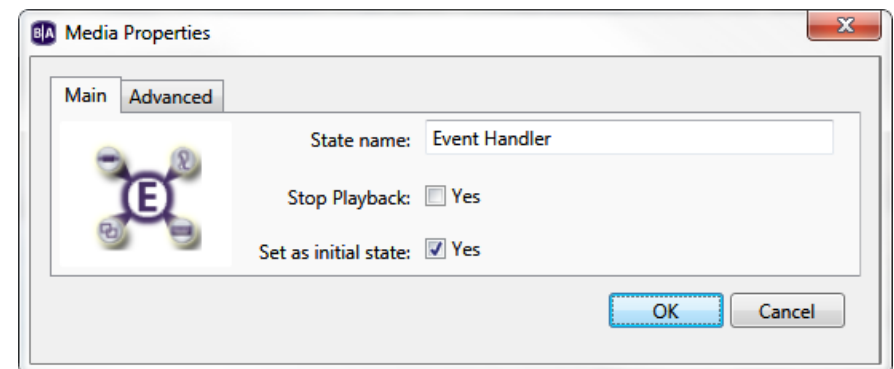 B|A Media Properties
Main Advanced
E
State name: Event Handler
Stop Playback: Yes
Set as initial state: Yes
OK Cancel